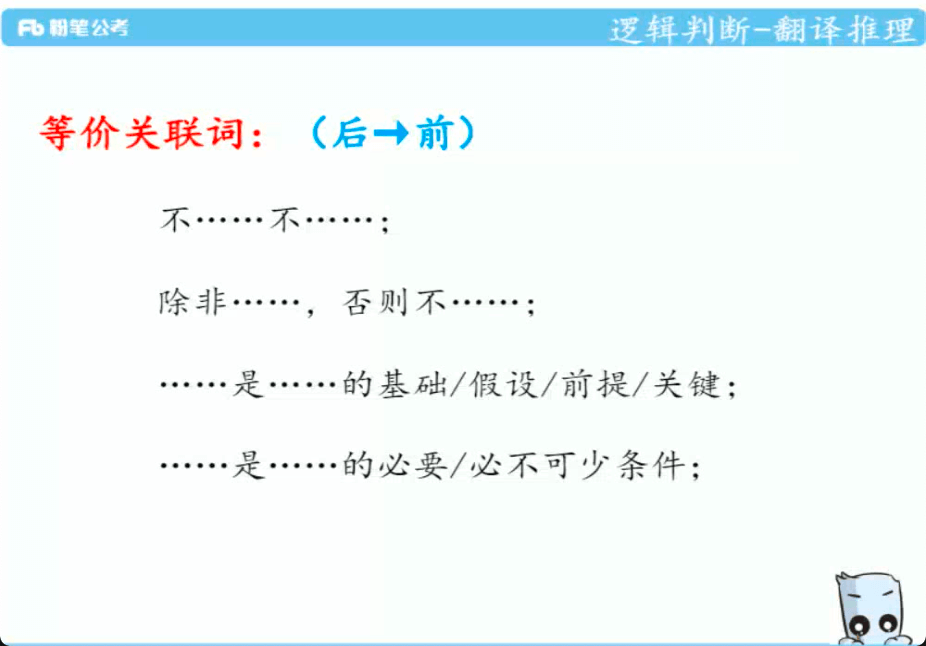 粉笔公考
逻辑判断-翻译推理
等价关联词：（后→前）
不……不……；
除非……，否则不……；
……是……的基础/假设/前提/关键；
……是……的必要/必不可少条件；